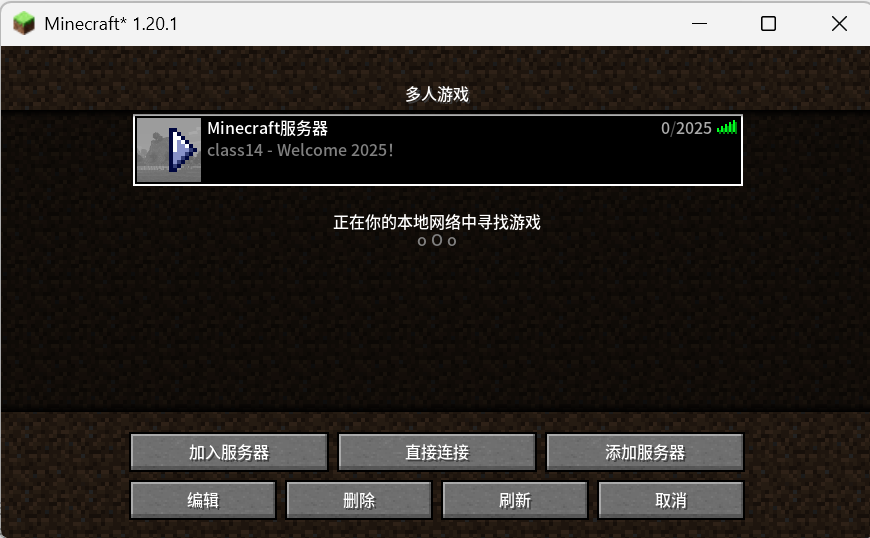 Minecraft* 1.20.1
多人游戏
Minecraft服务器 0/2025
class14 - Welcome 2025!
正在你的本地网络中寻找游戏
o O o
加入服务器 直接连接 添加服务器
编辑 删除 刷新 取消